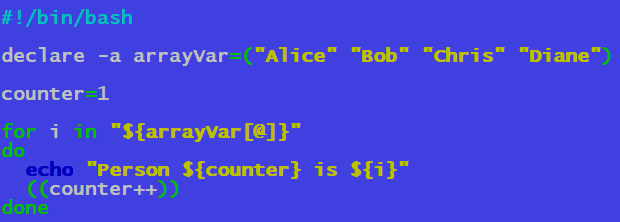 #!/bin/bash
declare -a arrayVar=("Alice" "Bob" "Chris" "Diane")
counter=1
for i in "${arrayVar[@]}"
do
  echo "Person ${counter} is ${i}"
  ((counter++))
done